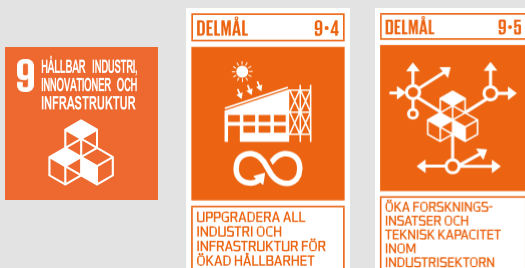 9 HÅLLBAR INDUSTRI,
INNOVATIONER OCH
INFRASTRUKTUR
DELMÅL 9·4
UPPGRADERA ALL
INDUSTRI OCH
INFRASTRUKTUR FÖR
ÖKAD HÅLLBARHET
DELMÅL 9·5
ÖKA FORSKNINGS-
INSATSER OCH
TEKNISK KAPACITET
INOM
INDUSTRISEKTORN